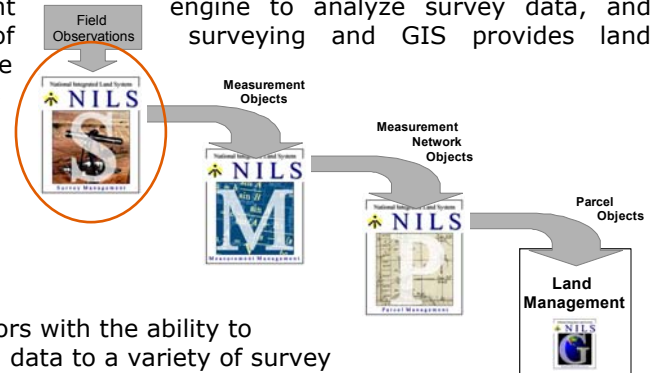 nt engine to analyze survey data, and
of surveying and GIS provides land
e
Field
Observations
National Integrated Land System
NILS
S
Survey Management
Measurement
Objects
National Integrated Land System
NILS
M
Measurement Management
Measurement
Network
Objects
National Integrated Land System
NILS
P
Parcel Management
Parcel
Objects
Land
Management
NILS
G
ors with the ability to
data to a variety of survey